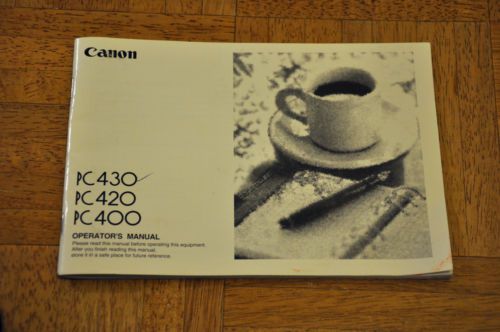 Canon
PC430
PC420
PC400
OPERATOR'S MANUAL
Please read this manual before operating this equipment.
After you finish reading this manual,
store it in a safe place for future reference.